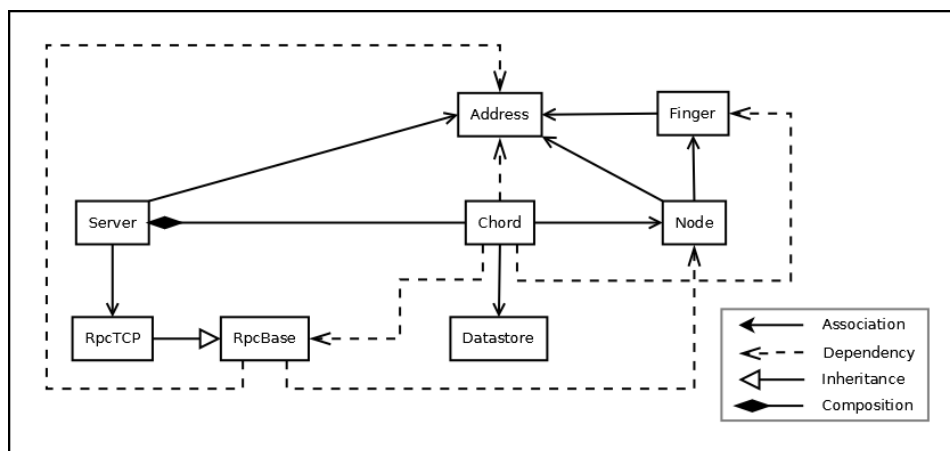 Address
Finger
Server
Chord
Node
RpcTCP
RpcBase
Datastore
Association
Dependency
Inheritance
Composition